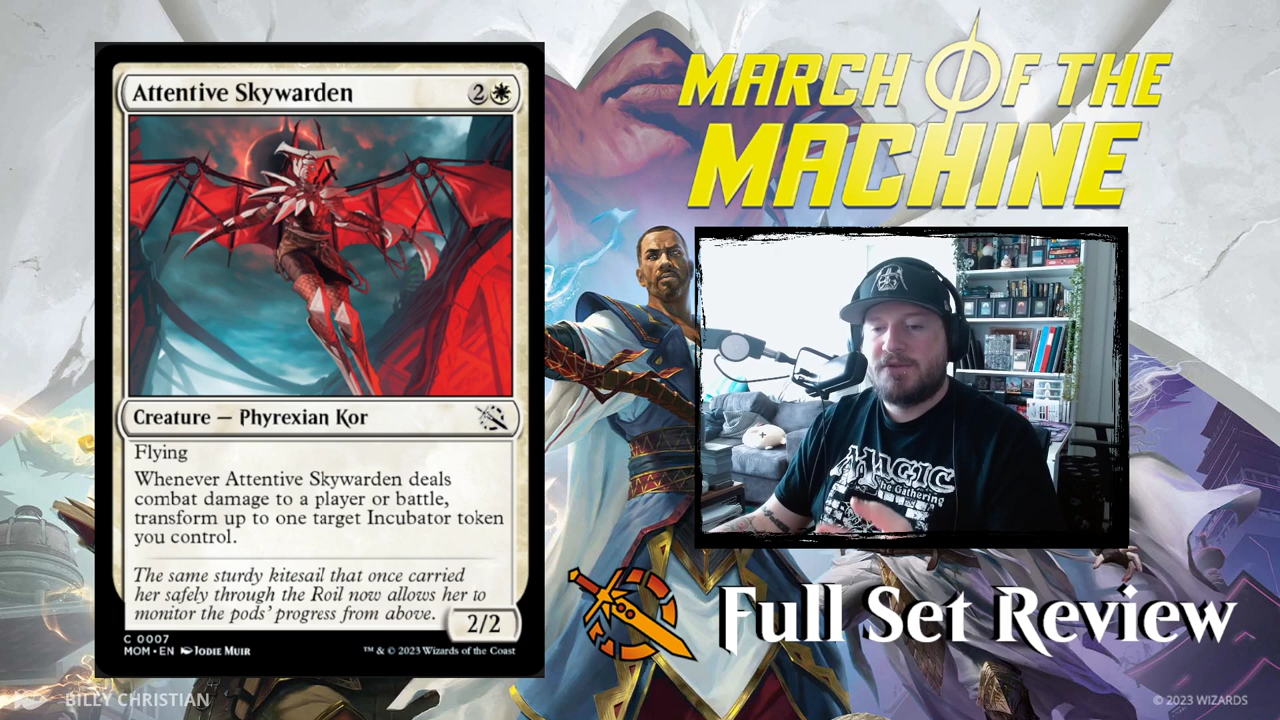 Attentive Skywarden 2
Creature — Phyrexian Kor
Flying
Whenever Attentive Skywarden deals
combat damage to a player or battle,
transform up to one target Incubator token
you control.
The same sturdy kitesail that once carried
her safely through the Roil now allows her to
monitor the pods' progress from above.
2/2
C 0007
MOM • EN JODIE MUIR
™ & © 2023 Wizards of the Coast
BILLY CHRISTIAN
MARCH OF THE
MACHINE
MAGIC
The Gathering
Full Set Review
© 2023 WIZARDS